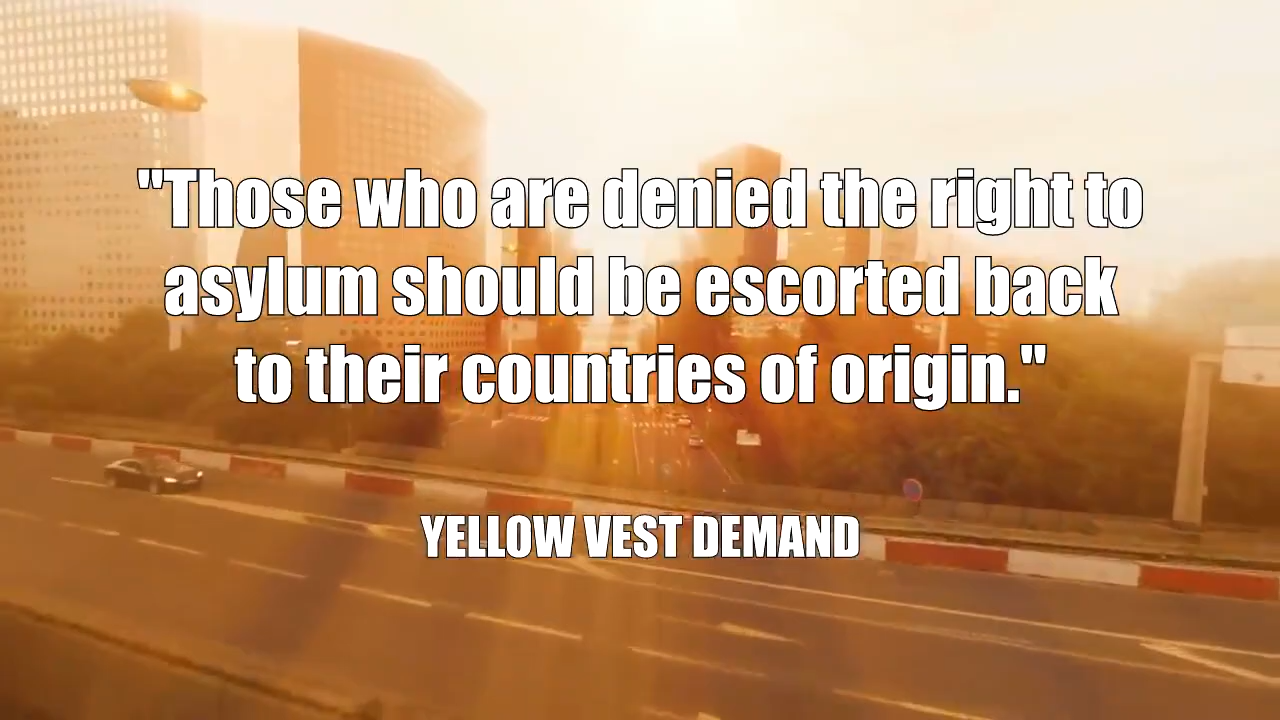 "Those who are denied the right to
asylum should be escorted back
to their countries of origin."
YELLOW VEST DEMAND